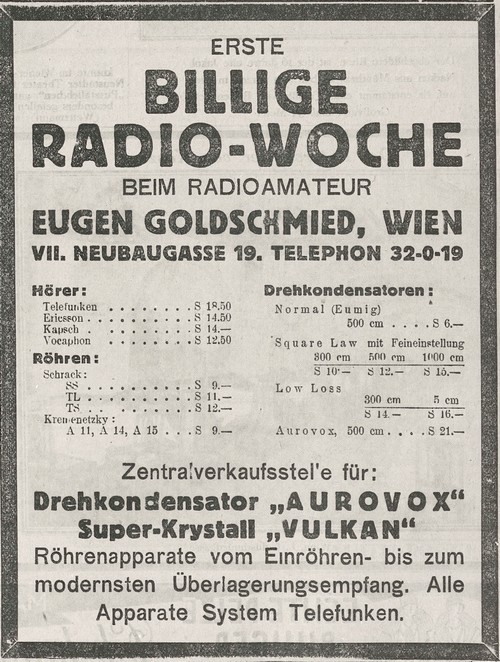 ERSTE
BILLIGE
RADIO-WOCHE
BEIM RADIOAMATEUR
EUGEN GOLDSCHMIED, WIEN
VII. NEUBAUGASSE 19. TELEPHON 32-0-19
Hörer:
Telefunken . . . . . . . . S 18.50
Ericsson . . . . . . . . . S 14.50
Kapsch . . . . . . . . . S 14.—
Vocaphon . . . . . . . . S 12.50
Röhren:
Schrack:
SS . . . . . . . . . . S 9.—
TL . . . . . . . . . . S 11.—
TS . . . . . . . . . . S 12.—
Kremenetzky:
A 11, A 14, A 15 . . . S 9.—
Drehkondensatoren:
Normal (Eumig)
500 cm . . . . S 6.—
Square Law mit Feineinstellung
300 cm 500 cm 1000 cm
S 10·— S 12.— S 15.—
Low Loss
300 cm 5 cm
S 14.— S 16.—
Aurovox, 500 cm . . . . S 21.—
Zentralverkaufsstel'e für:
Drehkondensator „AUROVOX"
Super-Krystall „VULKAN"
Röhrenapparate vom Einröhren- bis zum
modernsten Überlagerungsempfang. Alle
Apparate System Telefunken.